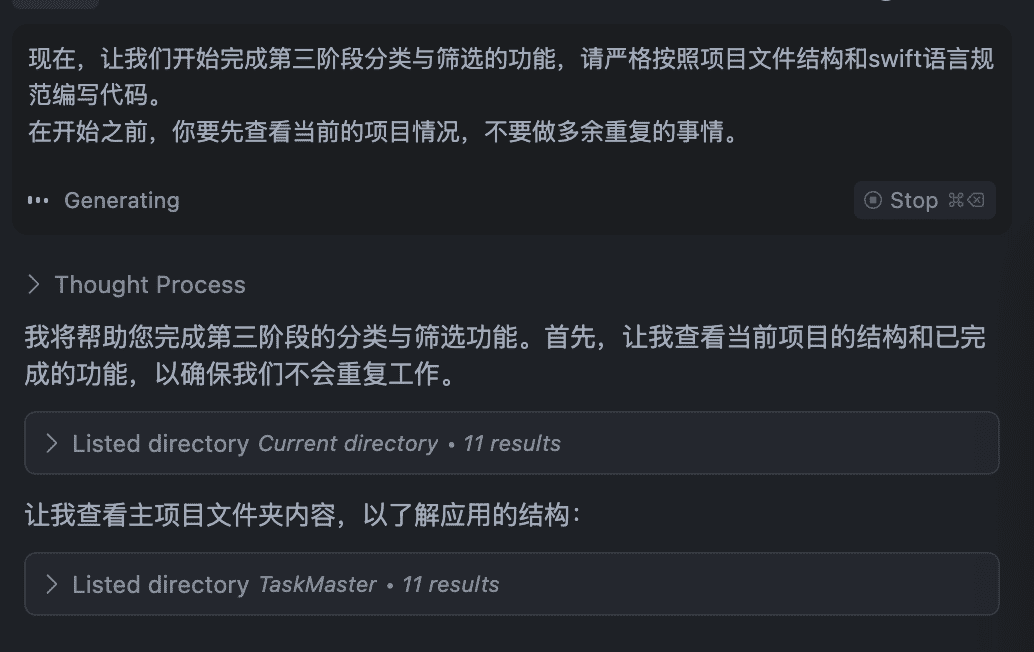 现在，让我们开始完成第三阶段分类与筛选的功能，请严格按照项目文件结构和swift语言规
范编写代码。
在开始之前，你要先查看当前的项目情况，不要做多余重复的事情。
Generating
Stop ⌘⌫
Thought Process
我将帮助您完成第三阶段的分类与筛选功能。首先，让我查看当前项目的结构和已完
成的功能，以确保我们不会重复工作。
Listed directory Current directory • 11 results
让我查看主项目文件夹内容，以了解应用的结构：
Listed directory TaskMaster • 11 results